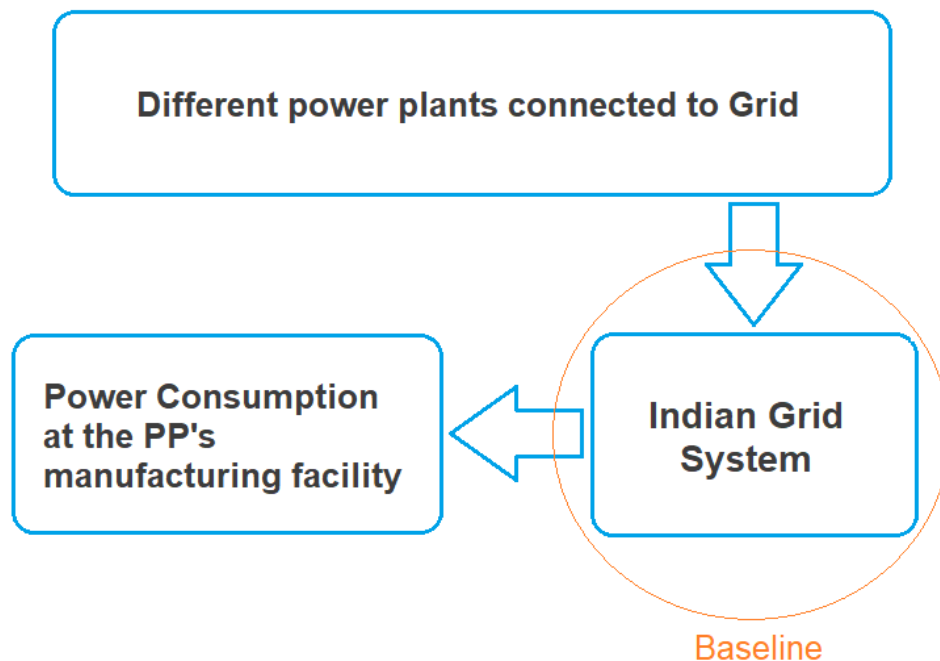 Different power plants connected to Grid
Power Consumption
at the PP's
manufacturing facility
Indian Grid
System
Baseline